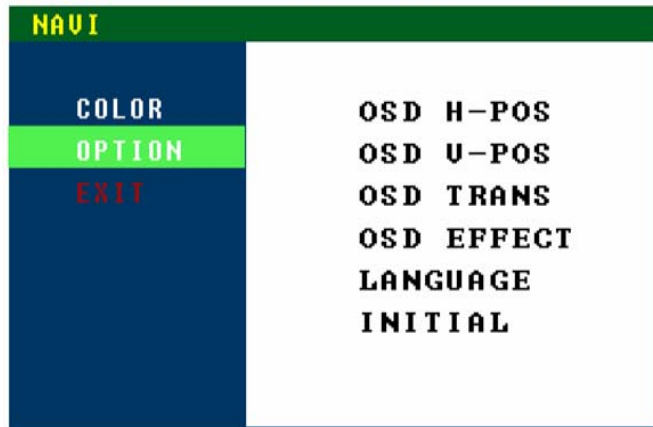 NAVI
COLOR
OPTION
EXIT
OSD H-POS
OSD V-POS
OSD TRANS
OSD EFFECT
LANGUAGE
INITIAL